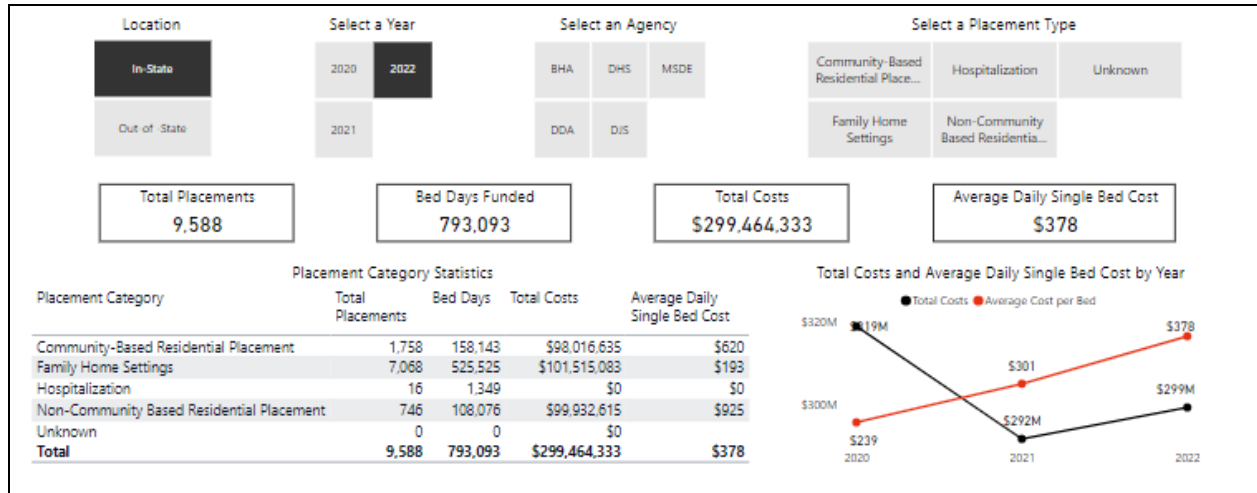 Location
Select a Year
Select an Agency
Select a Placement Type
In-State
2020
2022
BHA
DHS
MSDE
Community-Based
Residential Place...
Hospitalization
Unknown
Out-of-State
2021
DDA
DJS
Family Home
Settings
Non-Community
Based Residentia...
Total Placements
9,588
Bed Days Funded
793,093
Total Costs
$299,464,333
Average Daily Single Bed Cost
$378
Placement Category Statistics
Placement Category Total Placements Bed Days Total Costs Average Daily Single Bed Cost
Community-Based Residential Placement 1,758 158,143 $98,016,635 $620
Family Home Settings 7,068 525,525 $101,515,083 $193
Hospitalization 16 1,349 $0 $0
Non-Community Based Residential Placement 746 108,076 $99,932,615 $925
Unknown 0 0 $0
Total 9,588 793,093 $299,464,333 $378
Total Costs and Average Daily Single Bed Cost by Year
Total Costs Average Cost per Bed
$320M
$319M
$378
$301
$299M
$300M
$292M
$239
2020
2021
2022